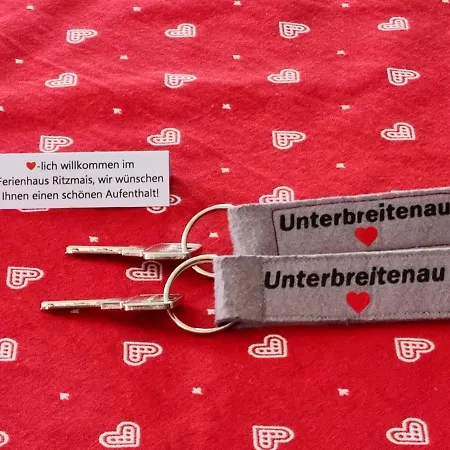 ❤-lich willkommen im
Ferienhaus Ritzmais, wir wünschen
Ihnen einen schönen Aufenthalt!
Unterbreitenau
Unterbreitenau